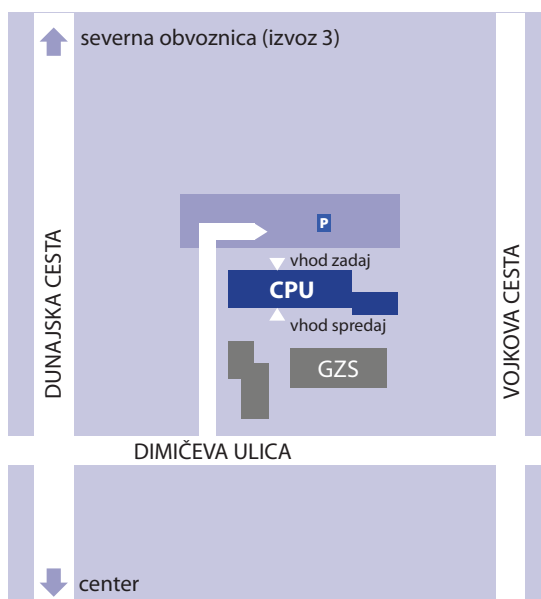 severna obvoznica (izvoz 3)
P
vhod zadaj
CPU
vhod spredaj
GZS
DUNAJSKA CESTA
VOJKOVA CESTA
DIMIČEVA ULICA
center